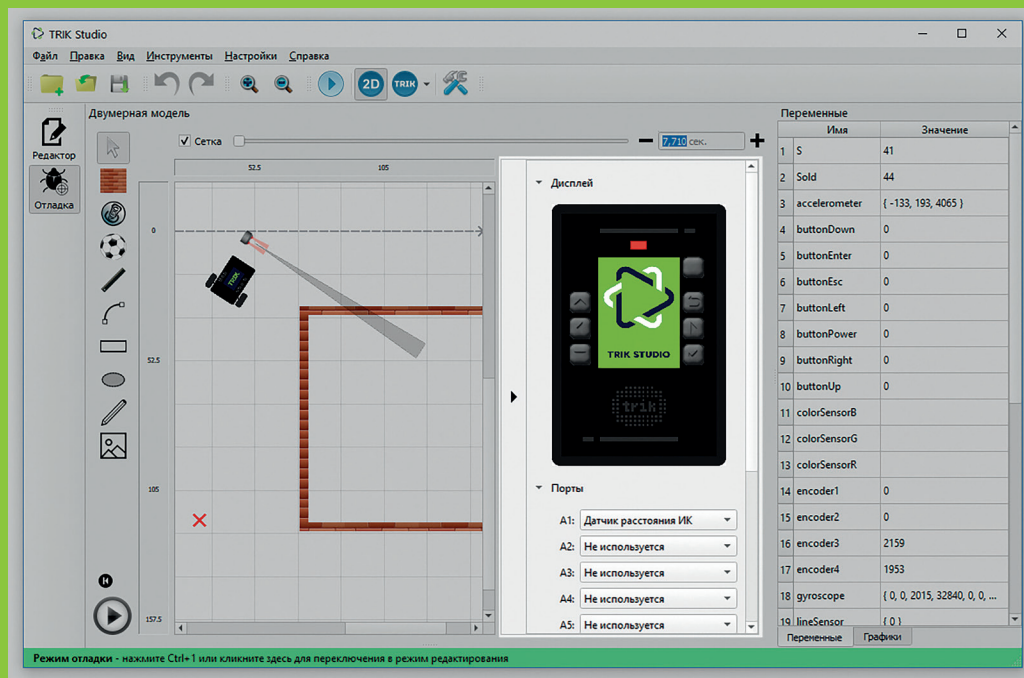 TRIK Studio
Файл Правка Вид Инструменты Настройки Справка
2D TRIK
Двумерная модель
Редактор
Отладка
Сетка
7,710 сек.
52.5 105
0
52.5
105
157.5
TRIK
Дисплей
TRIK STUDIO
trik
Порты
A1: Датчик расстояния ИК
A2: Не используется
A3: Не используется
A4: Не используется
A5: Не используется
Переменные
Имя Значение
1 S 41
2 Sold 44
3 accelerometer { -133, 193, 4065 }
4 buttonDown 0
5 buttonEnter 0
6 buttonEsc 0
7 buttonLeft 0
8 buttonPower 0
9 buttonRight 0
10 buttonUp 0
11 colorSensorB
12 colorSensorG
13 colorSensorR
14 encoder1 0
15 encoder2 0
16 encoder3 2159
17 encoder4 1953
18 gyroscope { 0, 0, 2015, 32840, 0, 0, ...
19 lineSensor { 0 }
Переменные Графики
Режим отладки - нажмите Ctrl+1 или кликните здесь для переключения в режим редактирования